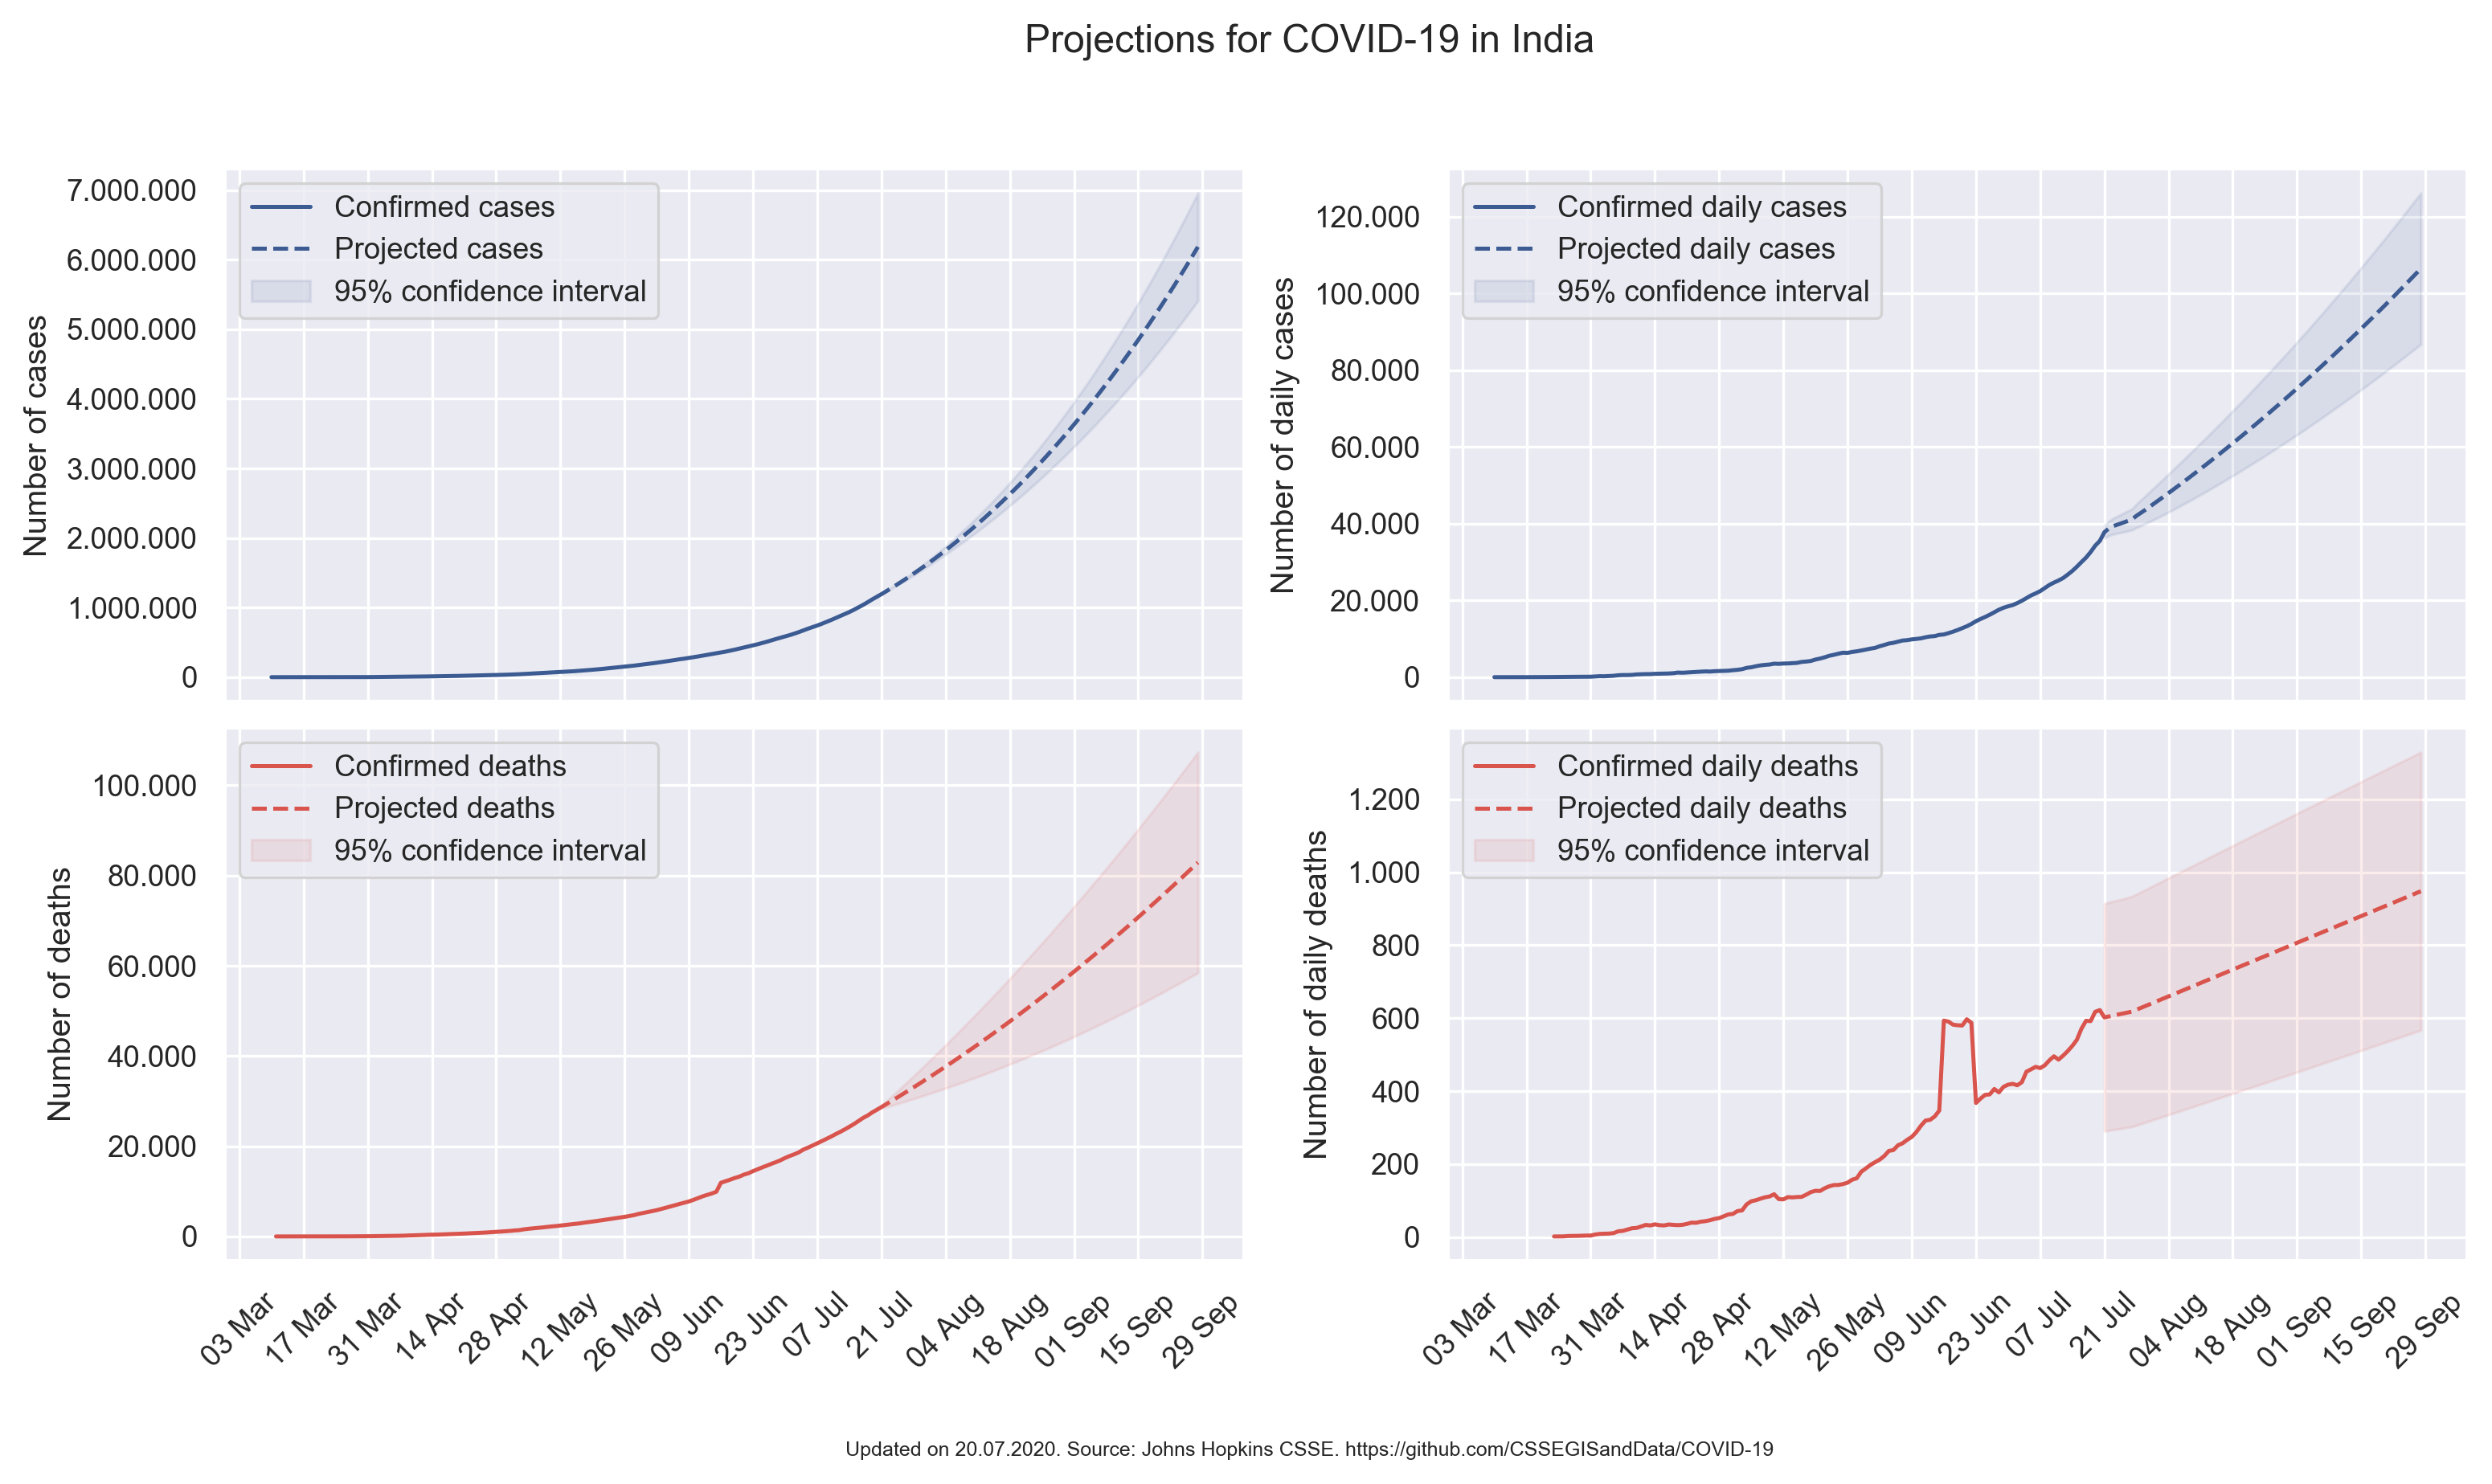 Projections for COVID-19 in India
Number of cases
7.000.000
6.000.000
5.000.000
4.000.000
3.000.000
2.000.000
1.000.000
0
Confirmed cases
Projected cases
95% confidence interval
Number of daily cases
120.000
100.000
80.000
60.000
40.000
20.000
0
Confirmed daily cases
Projected daily cases
95% confidence interval
Number of deaths
100.000
80.000
60.000
40.000
20.000
0
Confirmed deaths
Projected deaths
95% confidence interval
03 Mar
17 Mar
31 Mar
14 Apr
28 Apr
12 May
26 May
09 Jun
23 Jun
07 Jul
21 Jul
04 Aug
18 Aug
01 Sep
15 Sep
29 Sep
Number of daily deaths
1.200
1.000
800
600
400
200
0
Confirmed daily deaths
Projected daily deaths
95% confidence interval
03 Mar
17 Mar
31 Mar
14 Apr
28 Apr
12 May
26 May
09 Jun
23 Jun
07 Jul
21 Jul
04 Aug
18 Aug
01 Sep
15 Sep
29 Sep
Updated on 20.07.2020. Source: Johns Hopkins CSSE. https://github.com/CSSEGISandData/COVID-19